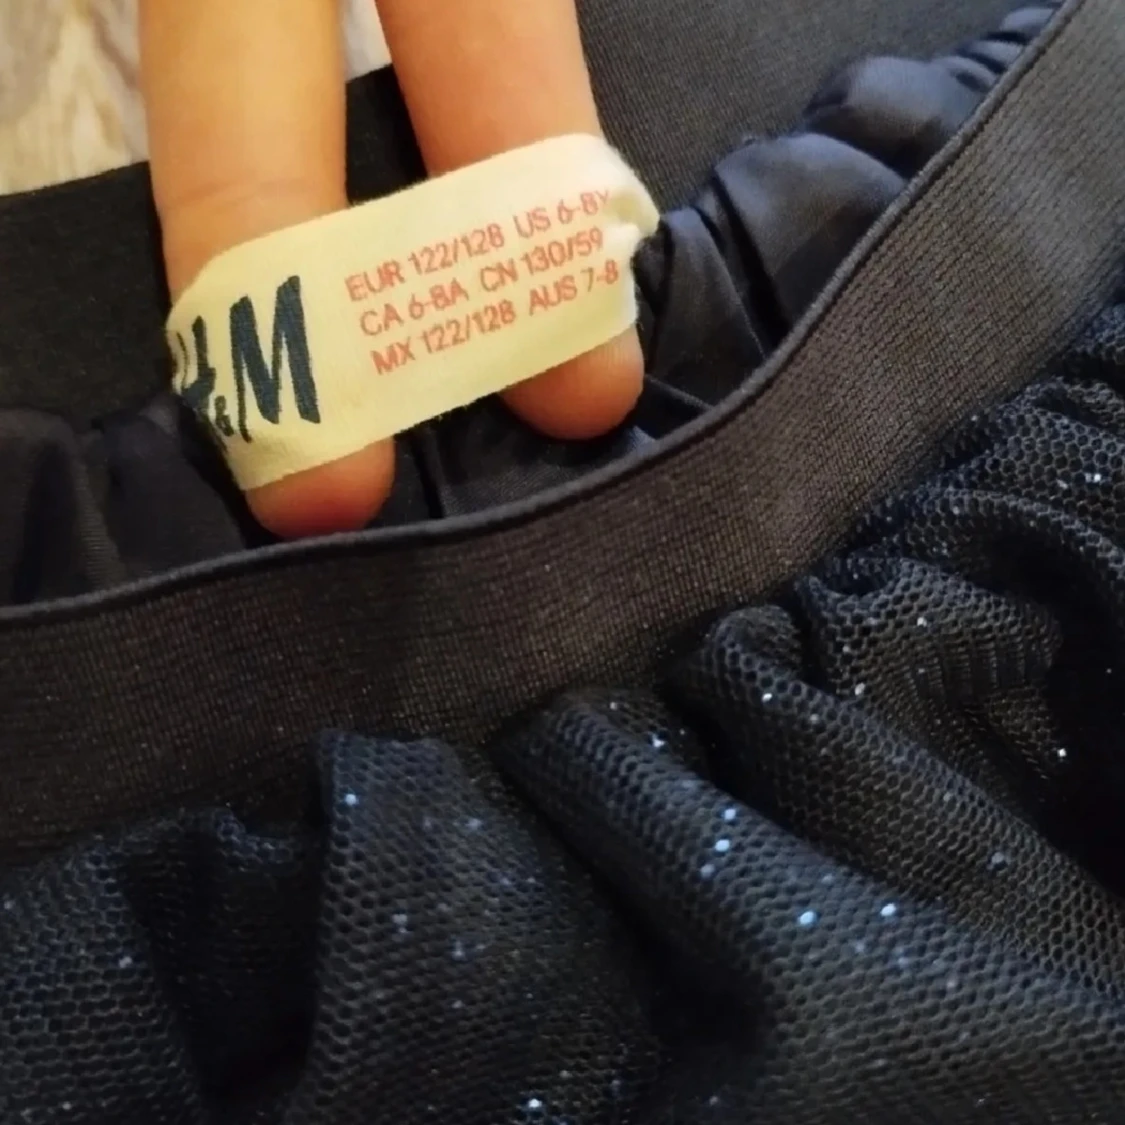 H&M
EUR 122/128 US 6-8Y
CA 6-8A CN 130/59
MX 122/128 AUS 7-8